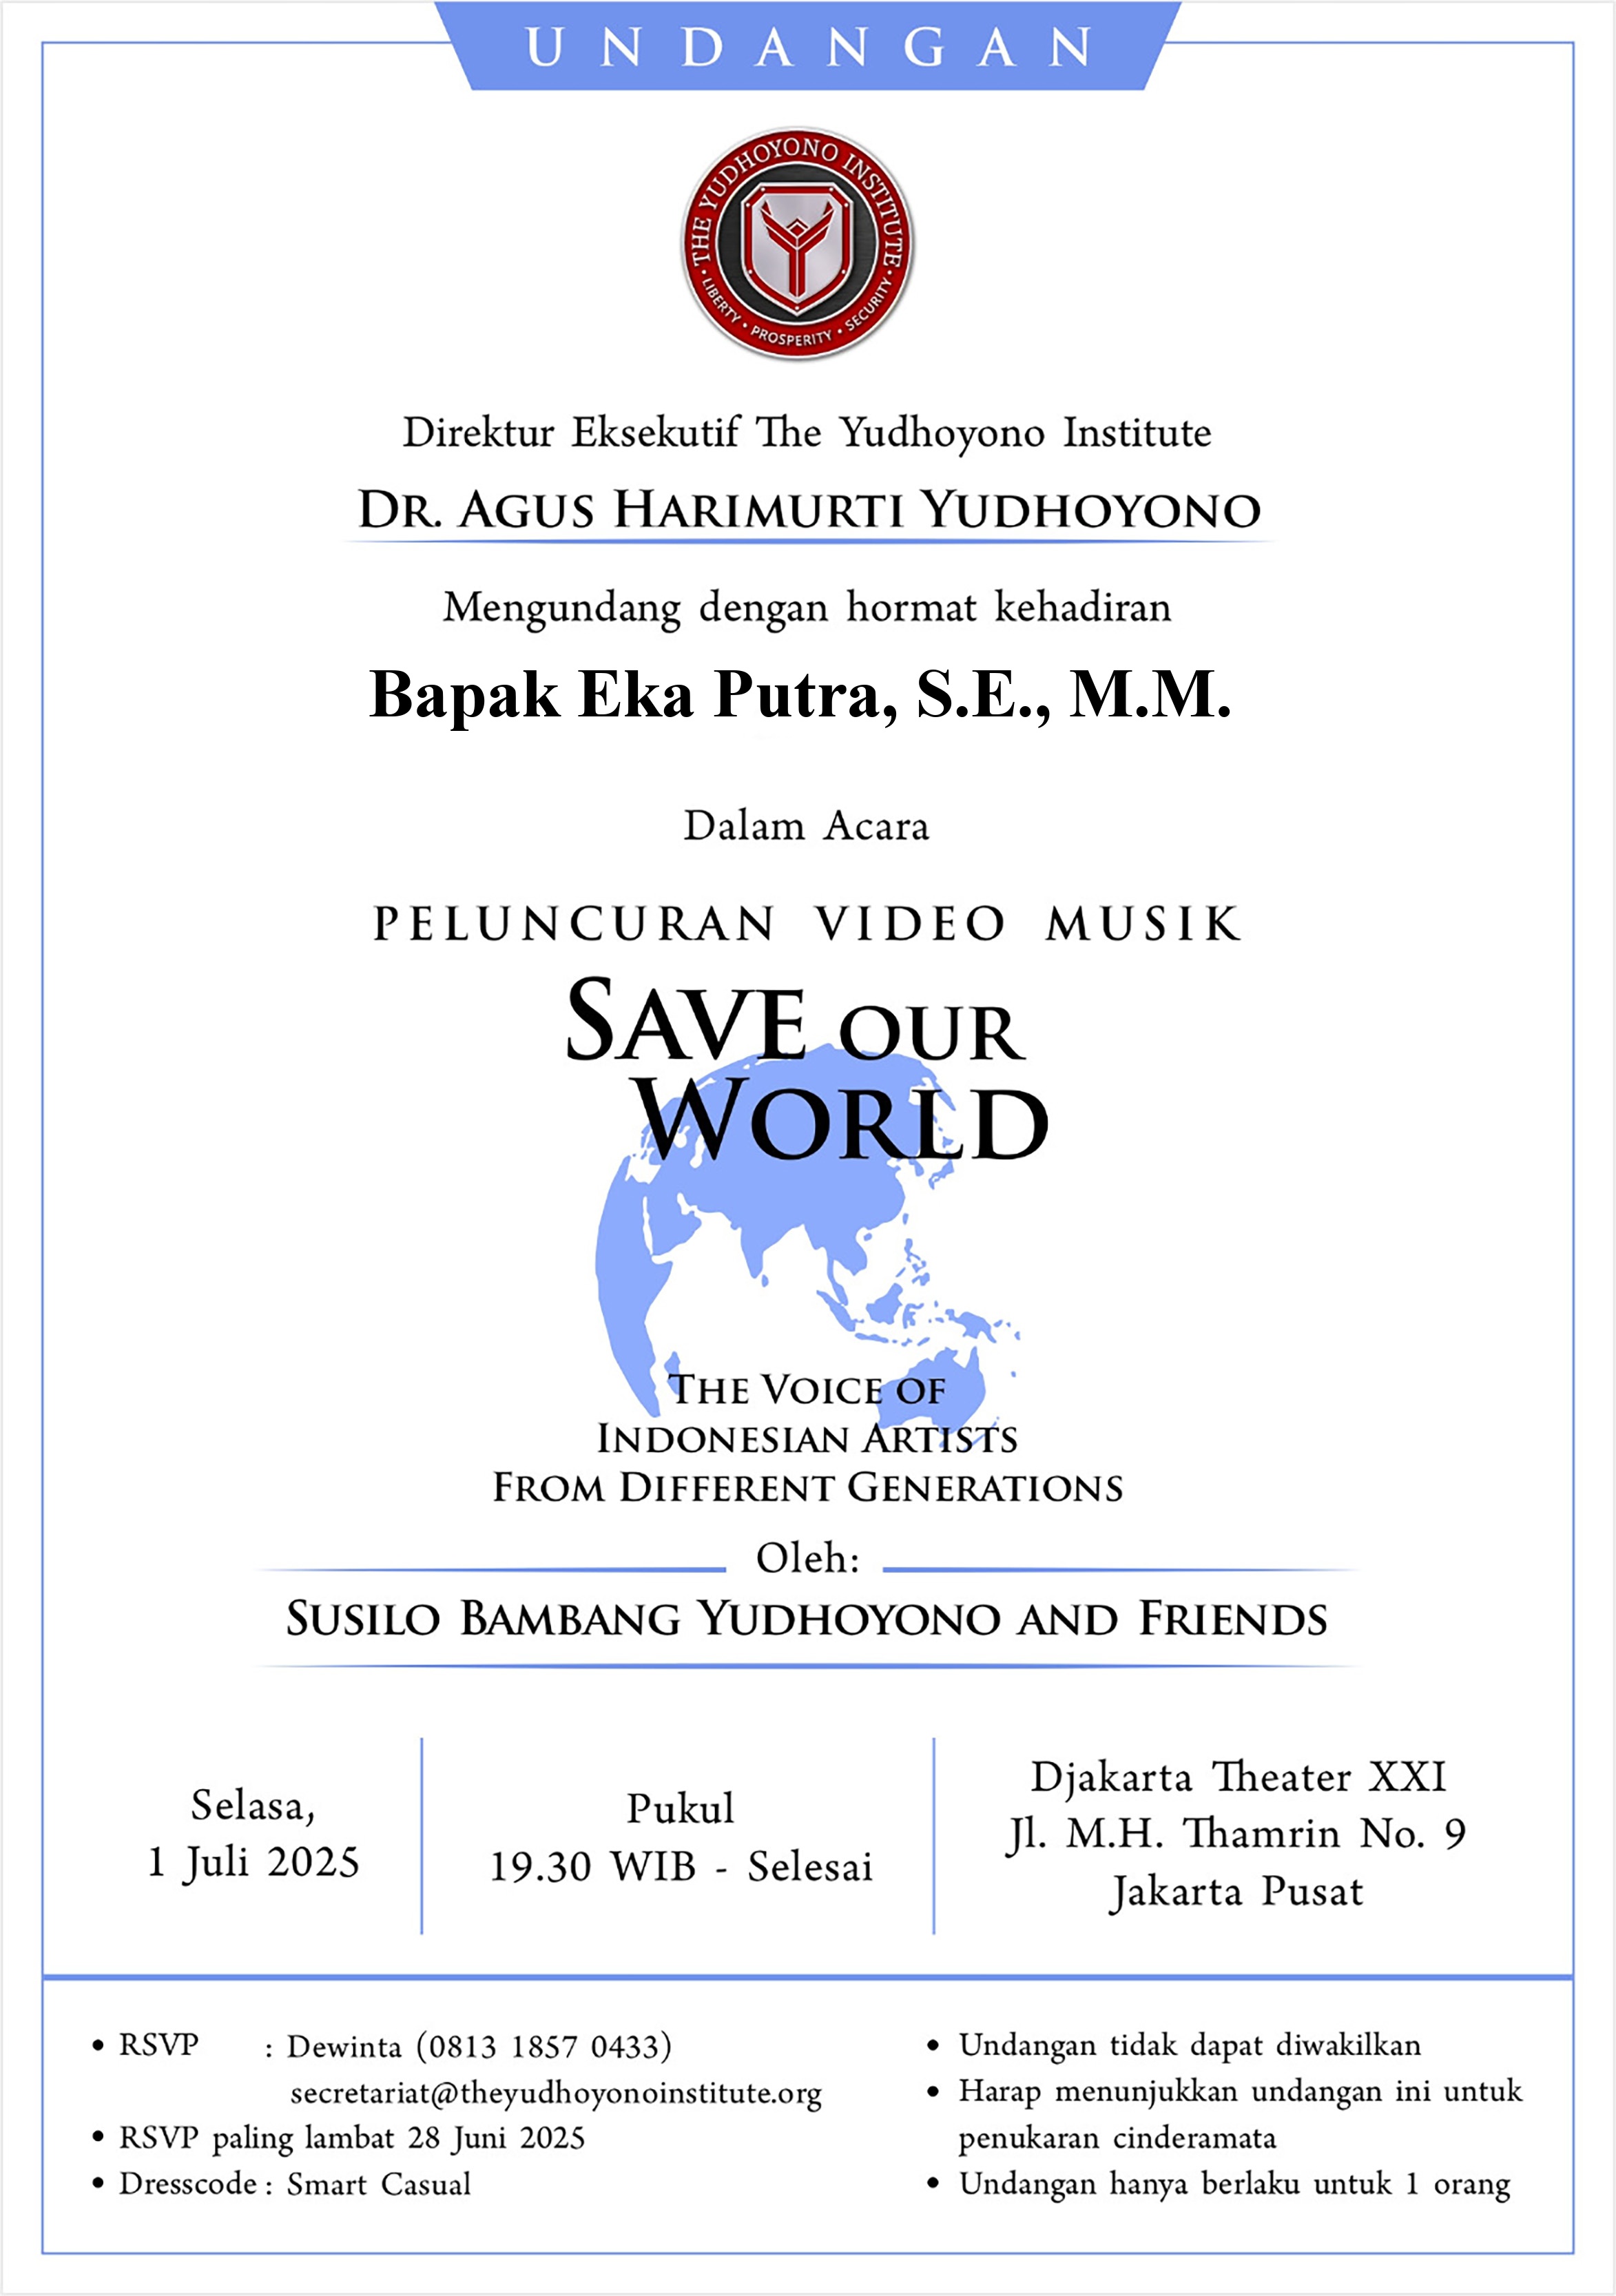 UNDANGAN
THE YUDHOYONO INSTITUTE
• LIBERTY • PROSPERITY • SECURITY •
Direktur Eksekutif The Yudhoyono Institute
DR. AGUS HARIMURTI YUDHOYONO
Mengundang dengan hormat kehadiran
Bapak Eka Putra, S.E., M.M.
Dalam Acara
PELUNCURAN VIDEO MUSIK
SAVE OUR
WORLD
THE VOICE OF
INDONESIAN ARTISTS
FROM DIFFERENT GENERATIONS
Oleh:
SUSILO BAMBANG YUDHOYONO AND FRIENDS
Selasa,
1 Juli 2025
Pukul
19.30 WIB - Selesai
Djakarta Theater XXI
Jl. M.H. Thamrin No. 9
Jakarta Pusat
• RSVP : Dewinta (0813 1857 0433)
secretariat@theyudhoyonoinstitute.org
• RSVP paling lambat 28 Juni 2025
• Dresscode : Smart Casual
• Undangan tidak dapat diwakilkan
• Harap menunjukkan undangan ini untuk
penukaran cinderamata
• Undangan hanya berlaku untuk 1 orang